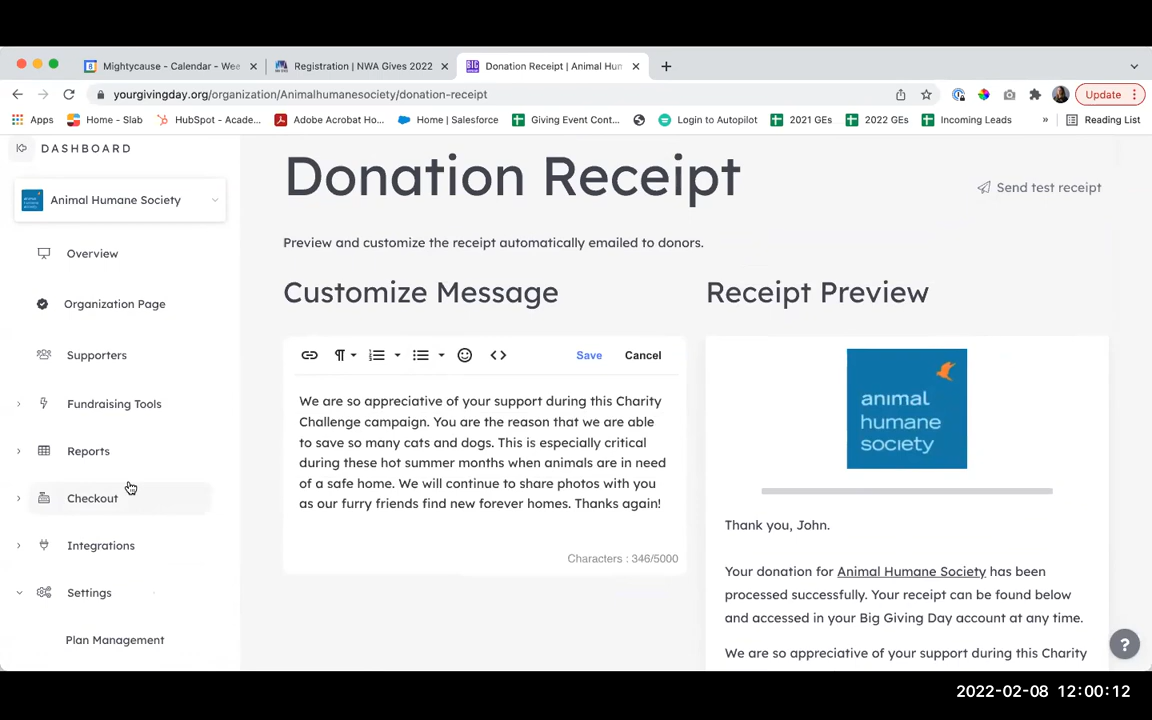 Mightycause - Calendar - Wee
Registration | NWA Gives 2022
Donation Receipt | Animal Hum
yourgivingday.org/organization/Animalhumanesociety/donation-receipt
Update
Apps
Home - Slab
HubSpot - Acade...
Adobe Acrobat Ho...
Home | Salesforce
Giving Event Cont...
Login to Autopilot
2021 GEs
2022 GEs
Incoming Leads
»
Reading List
DASHBOARD
Animal Humane Society
Overview
Organization Page
Supporters
Fundraising Tools
Reports
Checkout
Integrations
Settings
Plan Management
Donation Receipt
Send test receipt
Preview and customize the receipt automatically emailed to donors.
Customize Message
Save
Cancel
We are so appreciative of your support during this Charity
Challenge campaign. You are the reason that we are able
to save so many cats and dogs. This is especially critical
during these hot summer months when animals are in need
of a safe home. We will continue to share photos with you
as our furry friends find new forever homes. Thanks again!
Characters : 346/5000
Receipt Preview
animal
humane
society
Thank you, John.
Your donation for Animal Humane Society has been
processed successfully. Your receipt can be found below
and accessed in your Big Giving Day account at any time.
We are so appreciative of your support during this Charity
?
2022-02-08 12:00:12